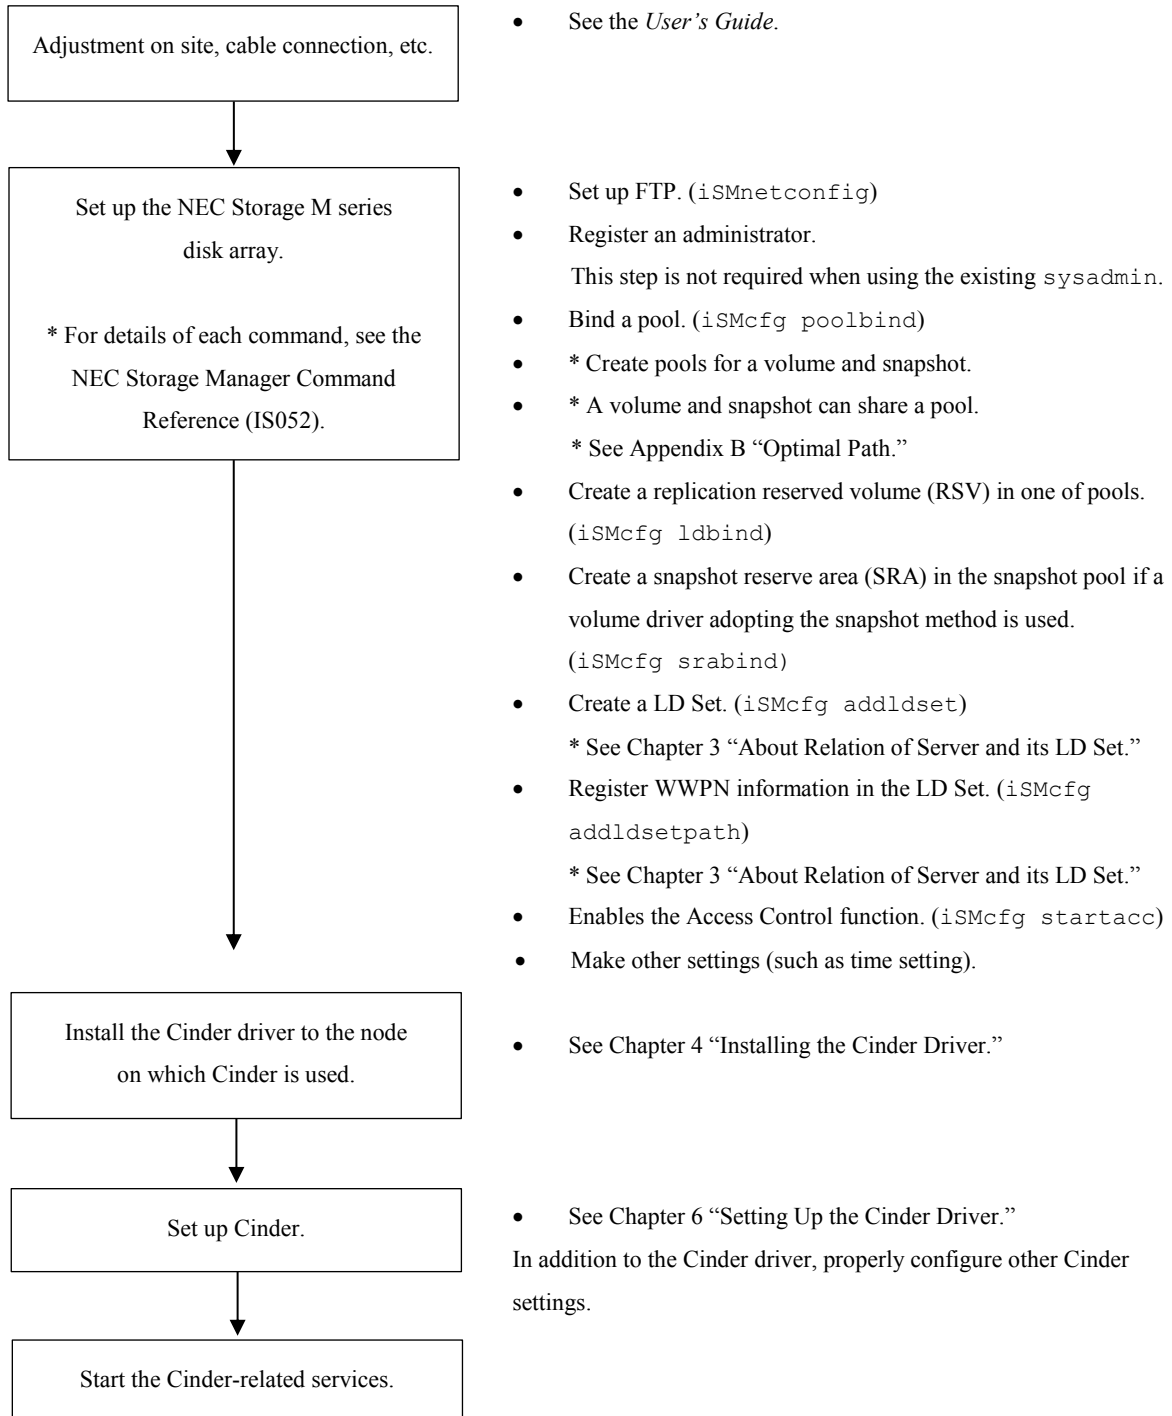 Adjustment on site, cable connection, etc.
• See the User’s Guide.
Set up the NEC Storage M series
disk array.
* For details of each command, see the
NEC Storage Manager Command
Reference (IS052).
• Set up FTP. (iSMnetconfig)
• Register an administrator.
This step is not required when using the existing sysadmin.
• Bind a pool. (iSMcfg poolbind)
• * Create pools for a volume and snapshot.
• * A volume and snapshot can share a pool.
* See Appendix B “Optimal Path.”
• Create a replication reserved volume (RSV) in one of pools.
(iSMcfg ldbind)
• Create a snapshot reserve area (SRA) in the snapshot pool if a
volume driver adopting the snapshot method is used.
(iSMcfg srabind)
• Create a LD Set. (iSMcfg addldset)
* See Chapter 3 “About Relation of Server and its LD Set.”
• Register WWPN information in the LD Set. (iSMcfg
addldsetpath)
* See Chapter 3 “About Relation of Server and its LD Set.”
• Enables the Access Control function. (iSMcfg startacc)
• Make other settings (such as time setting).
Install the Cinder driver to the node
on which Cinder is used.
• See Chapter 4 “Installing the Cinder Driver.”
Set up Cinder.
• See Chapter 6 “Setting Up the Cinder Driver.”
In addition to the Cinder driver, properly configure other Cinder
settings.
Start the Cinder-related services.